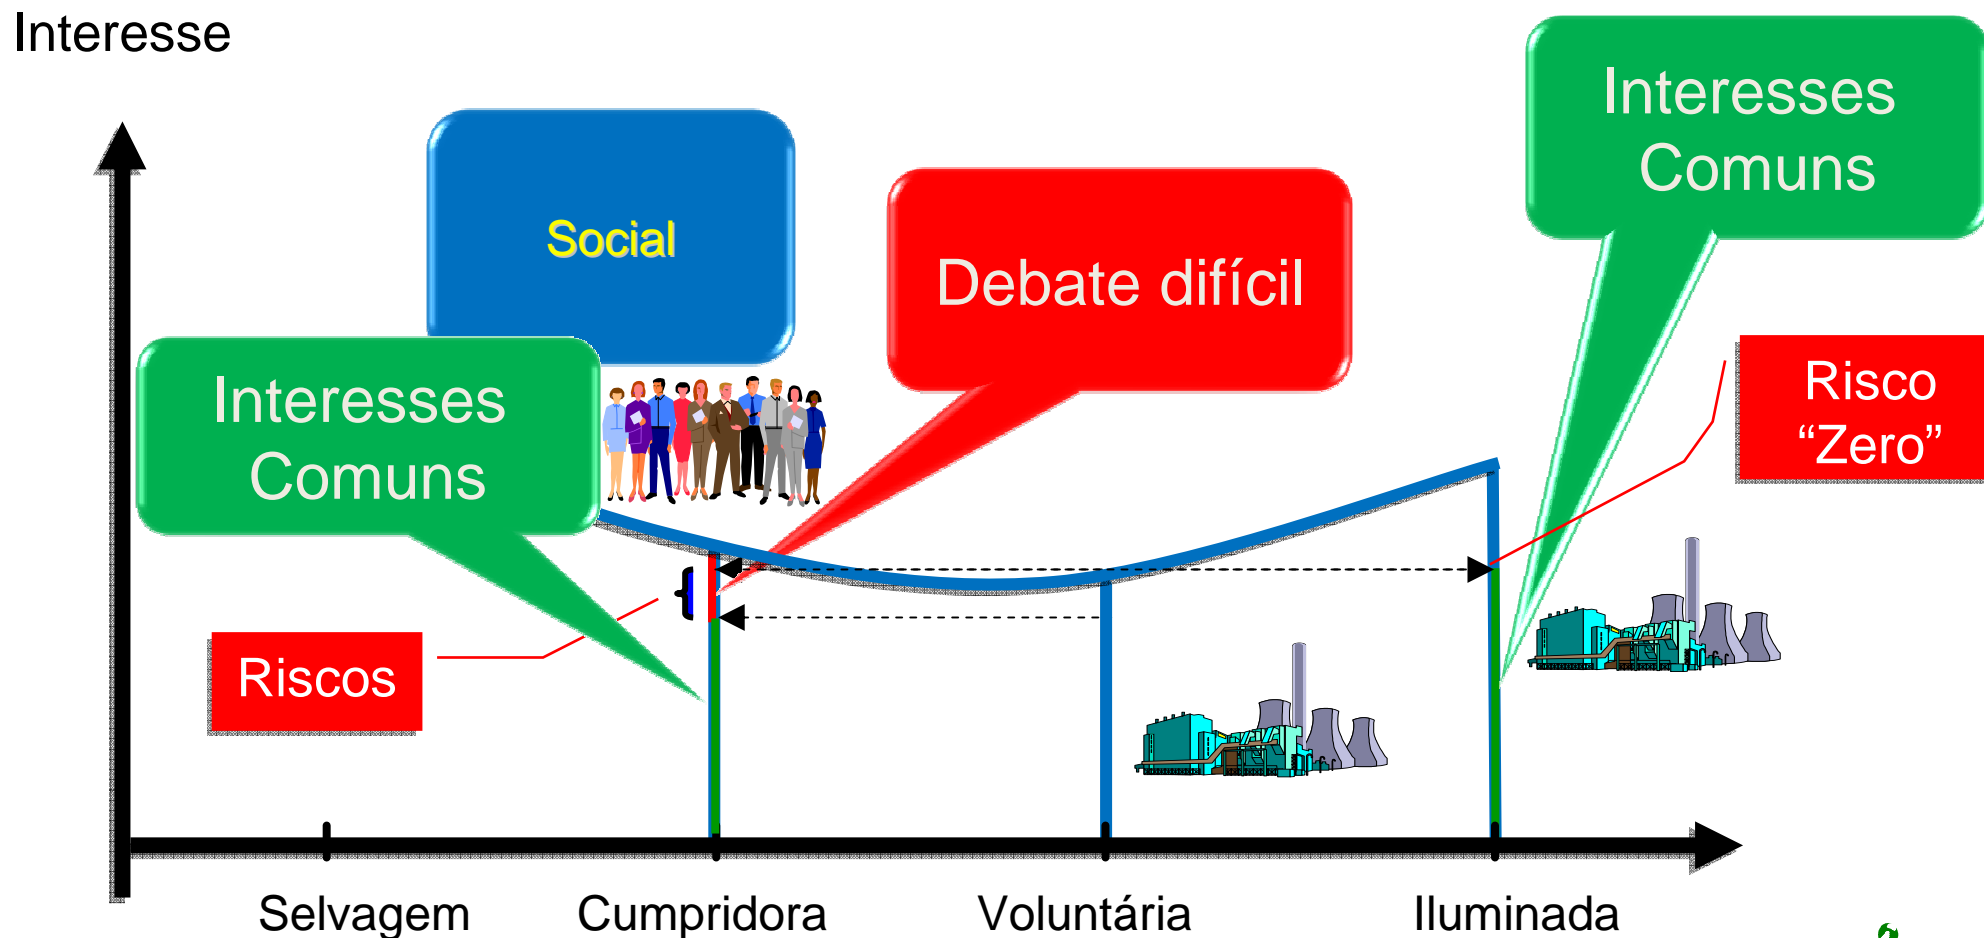 Interesse
Social
Interesses
Comuns
Debate difícil
Interesses
Comuns
Risco
“Zero”
Riscos
Selvagem
Cumpridora
Voluntária
Iluminada